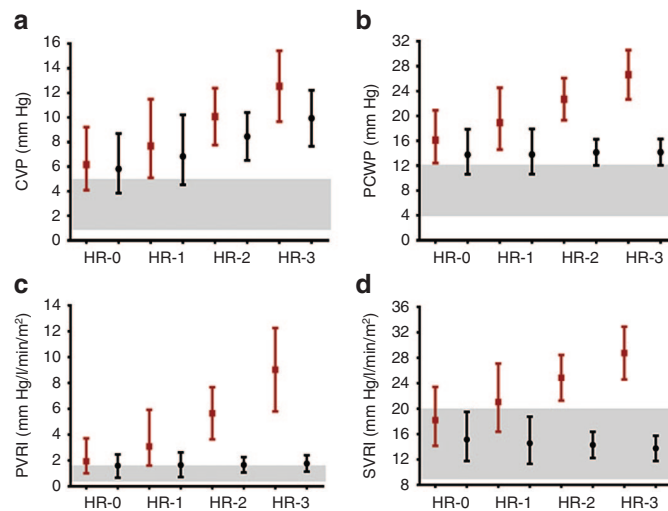 a
CVP (mm Hg)
16
14
12
10
8
6
4
2
0
HR-0 HR-1 HR-2 HR-3
b
PCWP (mm Hg)
32
28
24
20
16
12
8
4
0
HR-0 HR-1 HR-2 HR-3
c
PVRI (mm Hg/l/min/m²)
14
12
10
8
6
4
2
0
HR-0 HR-1 HR-2 HR-3
d
SVRI (mm Hg/l/min/m²)
36
32
28
24
20
16
12
8
HR-0 HR-1 HR-2 HR-3